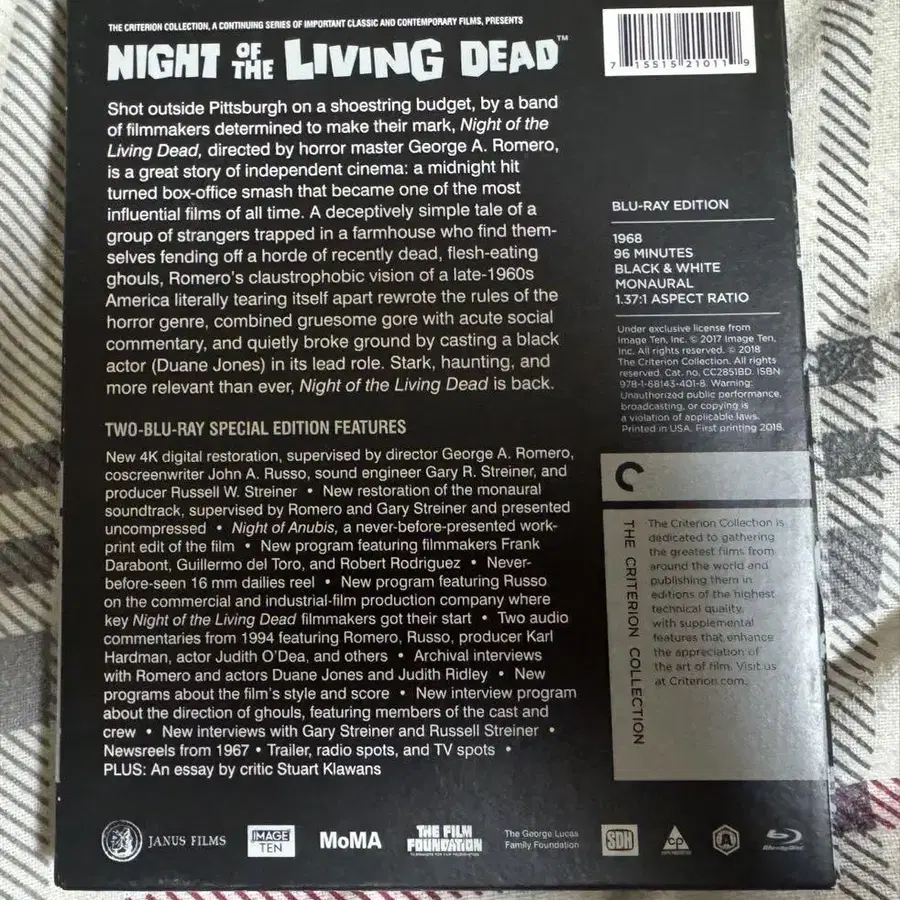 THE CRITERION COLLECTION, A CONTINUING SERIES OF IMPORTANT CLASSIC AND CONTEMPORARY FILMS, PRESENTS
NIGHT OF THE LIVING DEAD™
Shot outside Pittsburgh on a shoestring budget, by a band
of filmmakers determined to make their mark, Night of the
Living Dead, directed by horror master George A. Romero,
is a great story of independent cinema: a midnight hit
turned box-office smash that became one of the most
influential films of all time. A deceptively simple tale of a
group of strangers trapped in a farmhouse who find them-
selves fending off a horde of recently dead, flesh-eating
ghouls, Romero's claustrophobic vision of a late-1960s
America literally tearing itself apart rewrote the rules of the
horror genre, combined gruesome gore with acute social
commentary, and quietly broke ground by casting a black
actor (Duane Jones) in its lead role. Stark, haunting, and
more relevant than ever, Night of the Living Dead is back.
TWO-BLU-RAY SPECIAL EDITION FEATURES
New 4K digital restoration, supervised by director George A. Romero,
coscreenwriter John A. Russo, sound engineer Gary R. Streiner, and
producer Russell W. Streiner • New restoration of the monaural
soundtrack, supervised by Romero and Gary Streiner and presented
uncompressed • Night of Anubis, a never-before-presented work-
print edit of the film • New program featuring filmmakers Frank
Darabont, Guillermo del Toro, and Robert Rodriguez • Never-
before-seen 16 mm dailies reel • New program featuring Russo
on the commercial and industrial-film production company where
key Night of the Living Dead filmmakers got their start • Two audio
commentaries from 1994 featuring Romero, Russo, producer Karl
Hardman, actor Judith O'Dea, and others • Archival interviews
with Romero and actors Duane Jones and Judith Ridley • New
programs about the film's style and score • New interview program
about the direction of ghouls, featuring members of the cast and
crew • New interviews with Gary Streiner and Russell Streiner •
Newsreels from 1967 • Trailer, radio spots, and TV spots •
PLUS: An essay by critic Stuart Klawans
7 15515 21011 9
BLU-RAY EDITION
1968
96 MINUTES
BLACK & WHITE
MONAURAL
1.37:1 ASPECT RATIO
Under exclusive license from
Image Ten, Inc. © 2017 Image Ten,
Inc. All rights reserved. © 2018
The Criterion Collection. All rights
reserved. Cat. no. CC2851BD. ISBN
978-1-68143-401-8. Warning:
Unauthorized public performance,
broadcasting, or copying is
a violation of applicable laws.
Printed in USA. First printing 2018.
THE CRITERION COLLECTION
The Criterion Collection is
dedicated to gathering
the greatest films from
around the world and
publishing them in
editions of the highest
technical quality,
with supplemental
features that enhance
the appreciation of
the art of film. Visit us
at Criterion.com.
JANUS FILMS
IMAGE
TEN
MoMA
THE FILM
FOUNDATION
The George Lucas
Family Foundation
SDH
cp
A
Blu-ray Disc